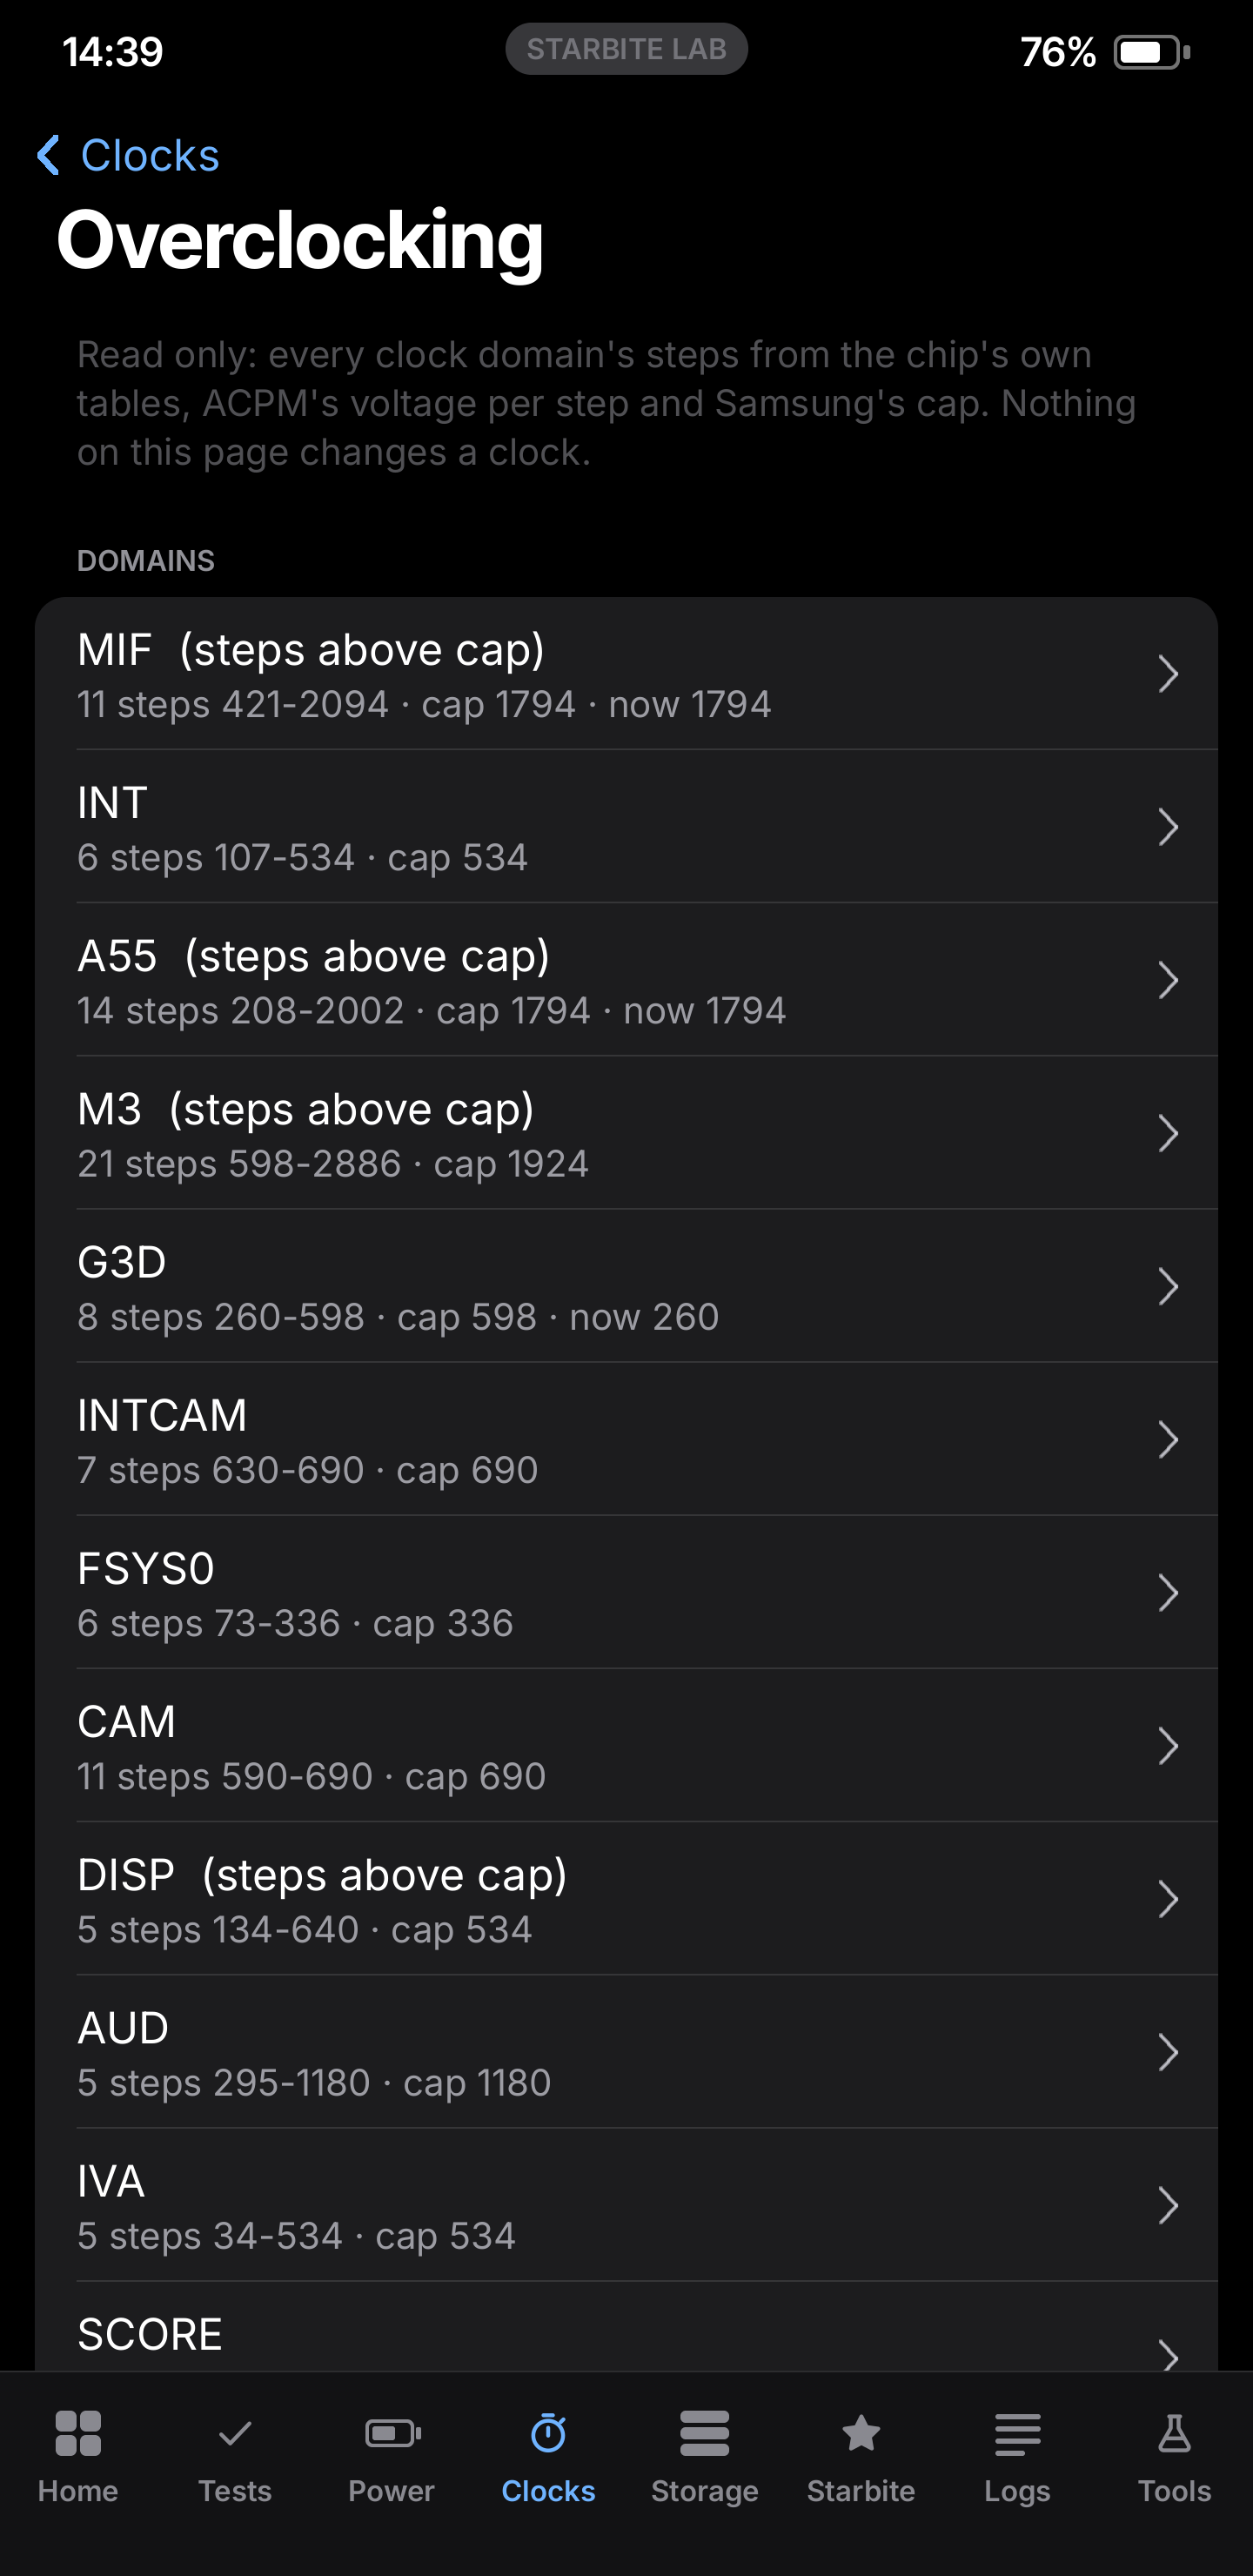 14:39
STARBITE LAB
76%
Clocks
Overclocking
Read only: every clock domain's steps from the chip's own
tables, ACPM's voltage per step and Samsung's cap. Nothing
on this page changes a clock.
DOMAINS
MIF (steps above cap)
11 steps 421-2094 · cap 1794 · now 1794
INT
6 steps 107-534 · cap 534
A55 (steps above cap)
14 steps 208-2002 · cap 1794 · now 1794
M3 (steps above cap)
21 steps 598-2886 · cap 1924
G3D
8 steps 260-598 · cap 598 · now 260
INTCAM
7 steps 630-690 · cap 690
FSYS0
6 steps 73-336 · cap 336
CAM
11 steps 590-690 · cap 690
DISP (steps above cap)
5 steps 134-640 · cap 534
AUD
5 steps 295-1180 · cap 1180
IVA
5 steps 34-534 · cap 534
SCORE
Home
Tests
Power
Clocks
Storage
Starbite
Logs
Tools